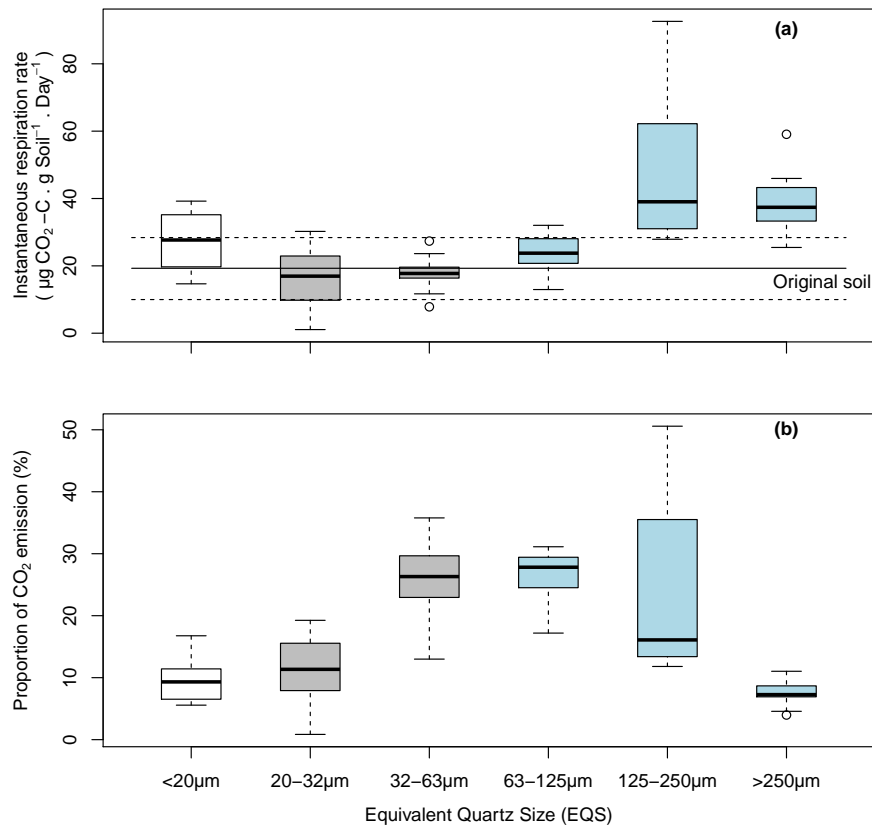 (a)
Instantaneous respiration rate
( µg CO₂−C . g Soil⁻¹ . Day⁻¹ )
80
60
40
20
0
Original soil
(b)
Proportion of CO₂ emission (%)
50
40
30
20
10
0
<20µm 20−32µm 32−63µm 63−125µm 125−250µm >250µm
Equivalent Quartz Size (EQS)